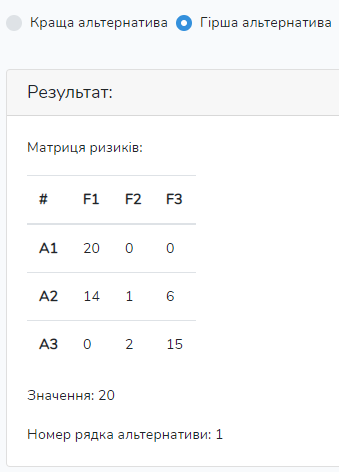 Краща альтернатива Гірша альтернатива
Результат:
Матриця ризиків:
# F1 F2 F3
A1 20 0 0
A2 14 1 6
A3 0 2 15
Значення: 20
Номер рядка альтернативи: 1